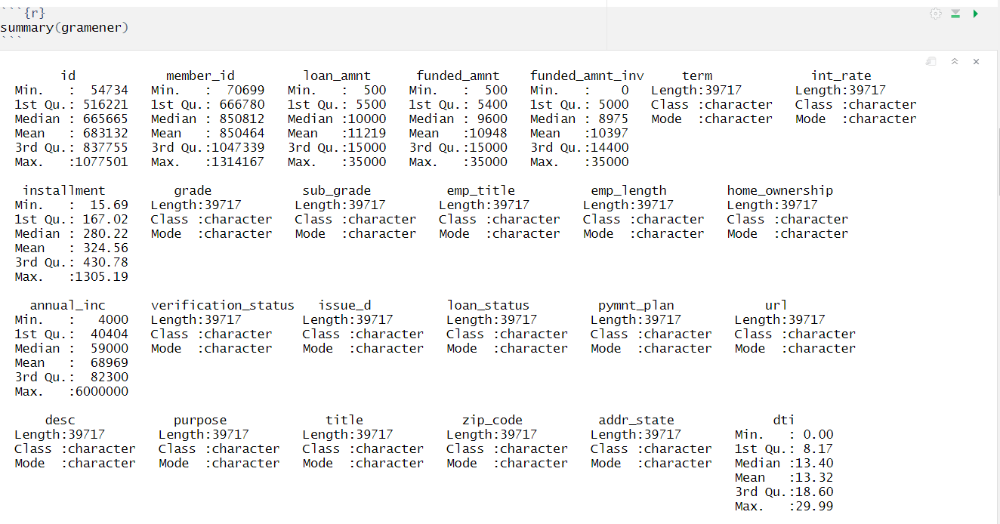 ```{r}
summary(gramener)
```
       id           member_id         loan_amnt      funded_amnt    funded_amnt_inv     term             int_rate
 Min.   :  54734   Min.   :  70699   Min.   :  500   Min.   :  500   Min.   :    0   Length:39717       Length:39717
 1st Qu.: 516221   1st Qu.: 666780   1st Qu.: 5500   1st Qu.: 5400   1st Qu.: 5000   Class :character   Class :character
 Median : 665665   Median : 850812   Median :10000   Median : 9600   Median : 8975   Mode  :character   Mode  :character
 Mean   : 683132   Mean   : 850464   Mean   :11219   Mean   :10948   Mean   :10397
 3rd Qu.: 837755   3rd Qu.:1047339   3rd Qu.:15000   3rd Qu.:15000   3rd Qu.:14400
 Max.   :1077501   Max.   :1314167   Max.   :35000   Max.   :35000   Max.   :35000
  installment         grade            sub_grade          emp_title          emp_length        home_ownership
 Min.   :  15.69   Length:39717       Length:39717       Length:39717       Length:39717       Length:39717
 1st Qu.: 167.02   Class :character   Class :character   Class :character   Class :character   Class :character
 Median : 280.22   Mode  :character   Mode  :character   Mode  :character   Mode  :character   Mode  :character
 Mean   : 324.56
 3rd Qu.: 430.78
 Max.   :1305.19
   annual_inc      verification_status   issue_d          loan_status         pymnt_plan            url
 Min.   :   4000   Length:39717        Length:39717       Length:39717       Length:39717       Length:39717
 1st Qu.:  40404   Class :character    Class :character   Class :character   Class :character   Class :character
 Median :  59000   Mode  :character    Mode  :character   Mode  :character   Mode  :character   Mode  :character
 Mean   :  68969
 3rd Qu.:  82300
 Max.   :6000000
     desc             purpose             title             zip_code          addr_state             dti
 Length:39717       Length:39717       Length:39717       Length:39717       Length:39717       Min.   : 0.00
 Class :character   Class :character   Class :character   Class :character   Class :character   1st Qu.: 8.17
 Mode  :character   Mode  :character   Mode  :character   Mode  :character   Mode  :character   Median :13.40
 Mean   :13.32
 3rd Qu.:18.60
 Max.   :29.99